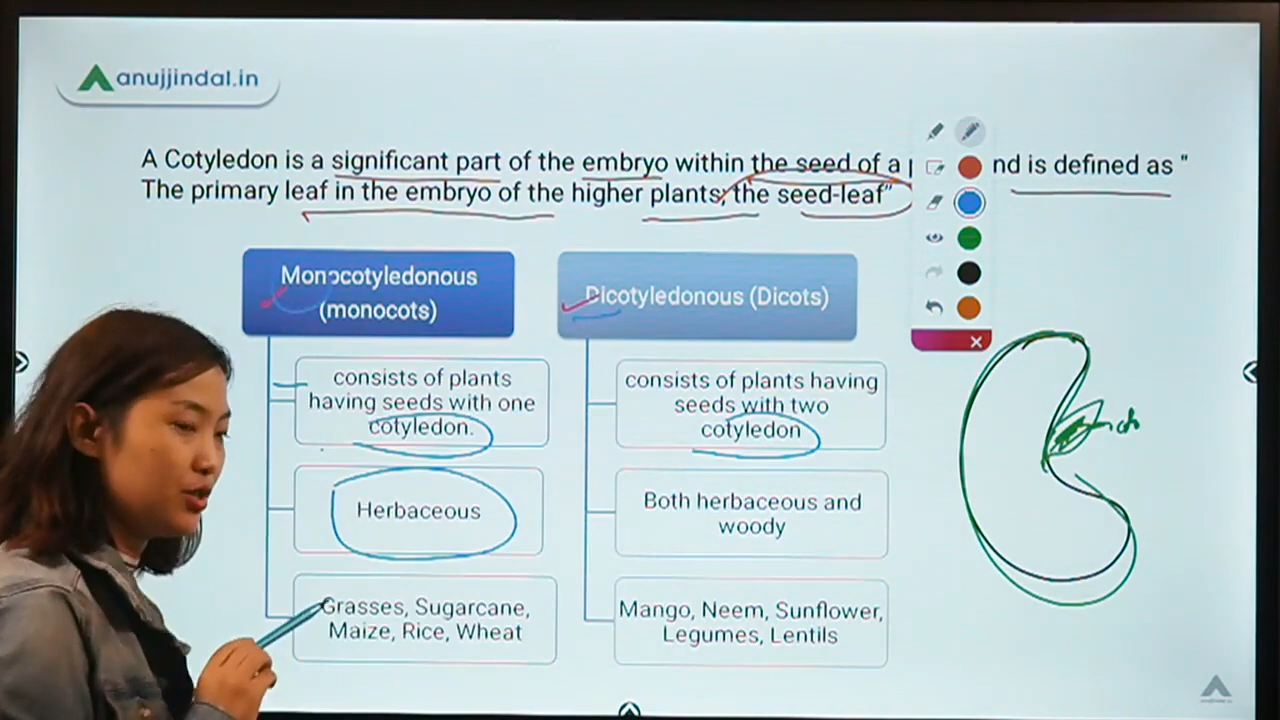 anujjindal.in
A Cotyledon is a significant part of the embryo within the seed of a nd is defined as "
The primary leaf in the embryo of the higher plants; the seed-leaf"
Monocotyledonous
(monocots)
Dicotyledonous (Dicots)
consists of plants
having seeds with one
cotyledon.
consists of plants having
seeds with two
cotyledon
Herbaceous
Both herbaceous and
woody
Grasses, Sugarcane,
Maize, Rice, Wheat
Mango, Neem, Sunflower,
Legumes, Lentils